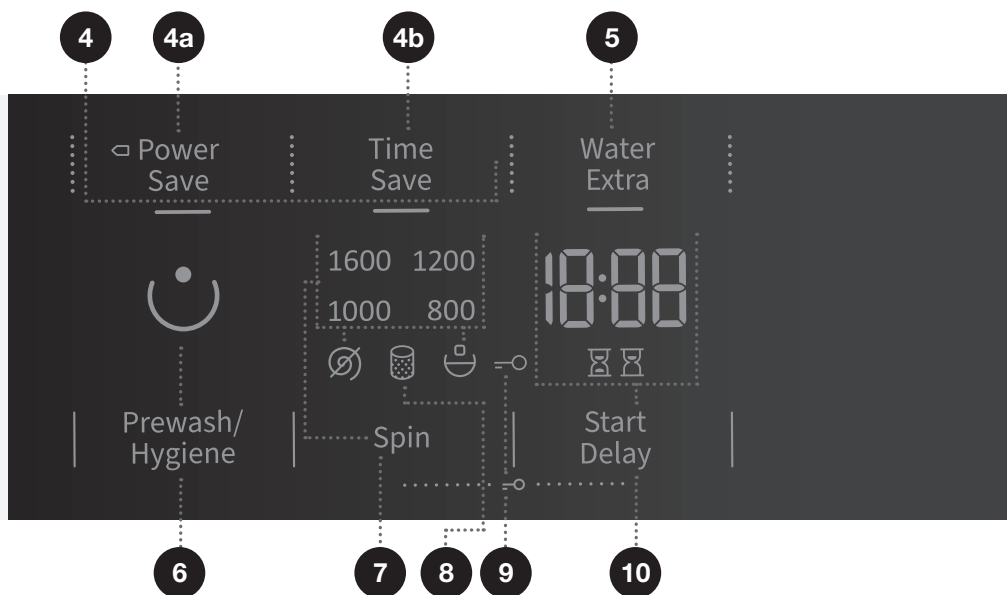 4 4a 4b 5
Power Time Water
Save Save Extra
1600 1200 18:88
1000 800
Prewash/ Start
Hygiene Spin Delay
6 7 8 9 10